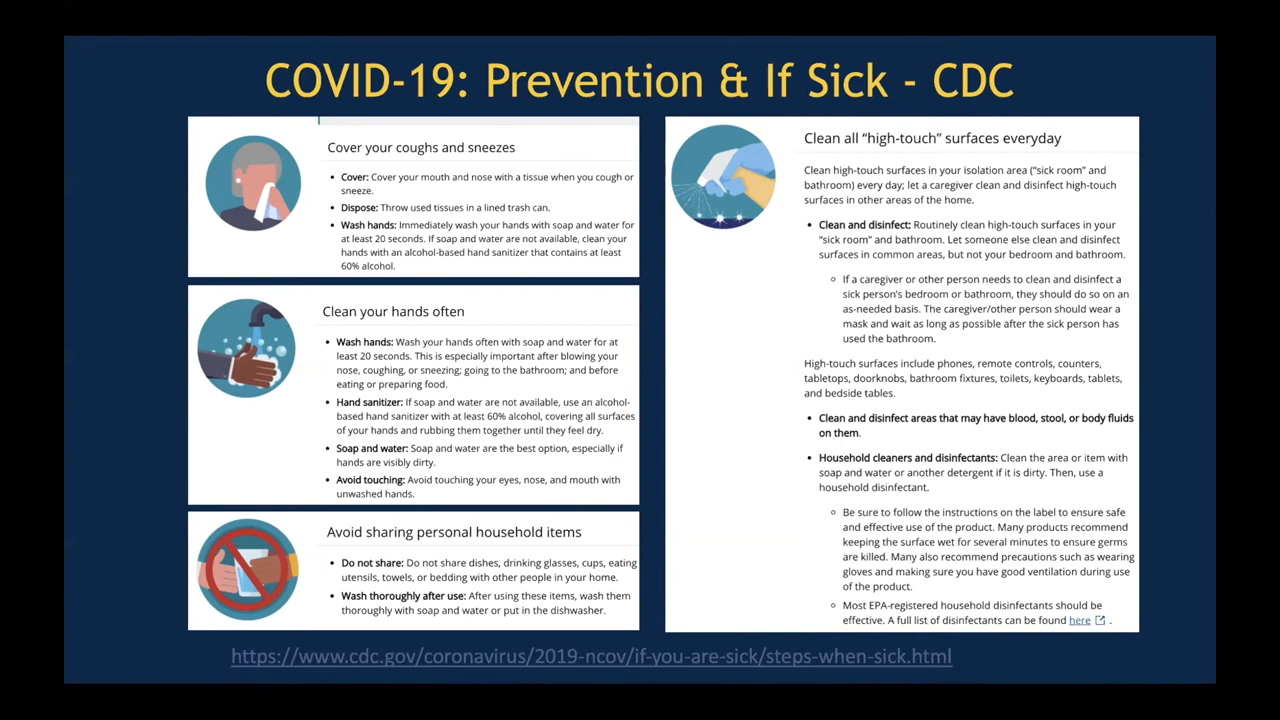 COVID-19: Prevention & If Sick - CDC
Cover your coughs and sneezes
• Cover: Cover your mouth and nose with a tissue when you cough or
sneeze.
• Dispose: Throw used tissues in a lined trash can.
• Wash hands: Immediately wash your hands with soap and water for
at least 20 seconds. If soap and water are not available, clean your
hands with an alcohol-based hand sanitizer that contains at least
60% alcohol.
Clean your hands often
• Wash hands: Wash your hands often with soap and water for at
least 20 seconds. This is especially important after blowing your
nose, coughing, or sneezing; going to the bathroom; and before
eating or preparing food.
• Hand sanitizer: If soap and water are not available, use an alcohol-
based hand sanitizer with at least 60% alcohol, covering all surfaces
of your hands and rubbing them together until they feel dry.
• Soap and water: Soap and water are the best option, especially if
hands are visibly dirty.
• Avoid touching: Avoid touching your eyes, nose, and mouth with
unwashed hands.
Avoid sharing personal household items
• Do not share: Do not share dishes, drinking glasses, cups, eating
utensils, towels, or bedding with other people in your home.
• Wash thoroughly after use: After using these items, wash them
thoroughly with soap and water or put in the dishwasher.
Clean all “high-touch” surfaces everyday
Clean high-touch surfaces in your isolation area (“sick room” and
bathroom) every day; let a caregiver clean and disinfect high-touch
surfaces in other areas of the home.
• Clean and disinfect: Routinely clean high-touch surfaces in your
“sick room” and bathroom. Let someone else clean and disinfect
surfaces in common areas, but not your bedroom and bathroom.
○ If a caregiver or other person needs to clean and disinfect a
sick person’s bedroom or bathroom, they should do so on an
as-needed basis. The caregiver/other person should wear a
mask and wait as long as possible after the sick person has
used the bathroom.
High-touch surfaces include phones, remote controls, counters,
tabletops, doorknobs, bathroom fixtures, toilets, keyboards, tablets,
and bedside tables.
• Clean and disinfect areas that may have blood, stool, or body fluids
on them.
• Household cleaners and disinfectants: Clean the area or item with
soap and water or another detergent if it is dirty. Then, use a
household disinfectant.
○ Be sure to follow the instructions on the label to ensure safe
and effective use of the product. Many products recommend
keeping the surface wet for several minutes to ensure germs
are killed. Many also recommend precautions such as wearing
gloves and making sure you have good ventilation during use
of the product.
○ Most EPA-registered household disinfectants should be
effective. A full list of disinfectants can be found here .
https://www.cdc.gov/coronavirus/2019-ncov/if-you-are-sick/steps-when-sick.html